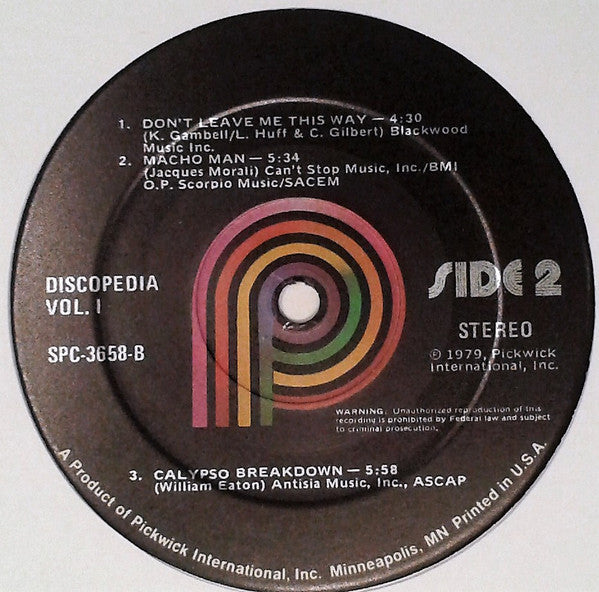 1. DON'T LEAVE ME THIS WAY — 4:30
(K. Gambell/L. Huff & C. Gilbert) Blackwood
Music Inc.
2. MACHO MAN — 5:34
(Jacques Morali) Can't Stop Music, Inc./BMI
O.P. Scorpio Music/SACEM
DISCOPEDIA
VOL. I
SPC-3658-B
SIDE 2
STEREO
℗ 1979, Pickwick
International, Inc.
WARNING: Unauthorized reproduction of this
recording is prohibited by Federal law and subject
to criminal prosecution.
3. CALYPSO BREAKDOWN — 5:58
(William Eaton) Antisia Music, Inc., ASCAP
A Product of Pickwick International, Inc. Minneapolis, MN Printed in U.S.A.